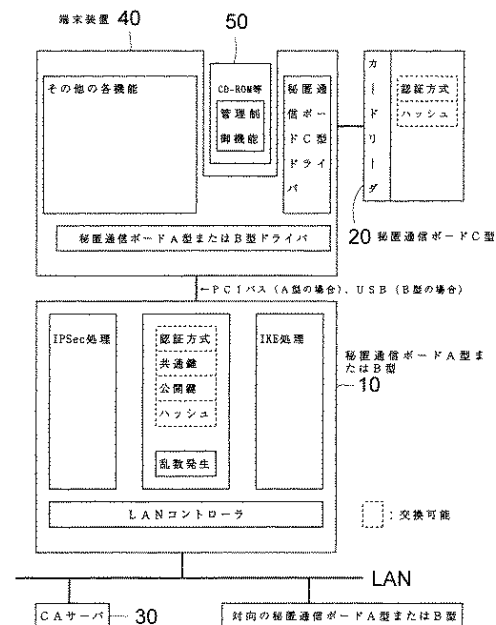 端末装置
40
50
その他の各機能
CD-ROM等
管理制
御機能
秘匿通信ボードC型ドライバ
カードリーダ
認証方式
ハッシュ
20 秘匿通信ボードC型
秘匿通信ボードA型またはB型ドライバ
←PCIバス（A型の場合）、USB（B型の場合）
IPSec処理
認証方式
共通鍵
公開鍵
ハッシュ
乱数発生
IKE処理
秘匿通信ボードA型ま
たはB型
10
LANコントローラ
：交換可能
LAN
CAサーバ
30
対向の秘匿通信ボードA型またはB型